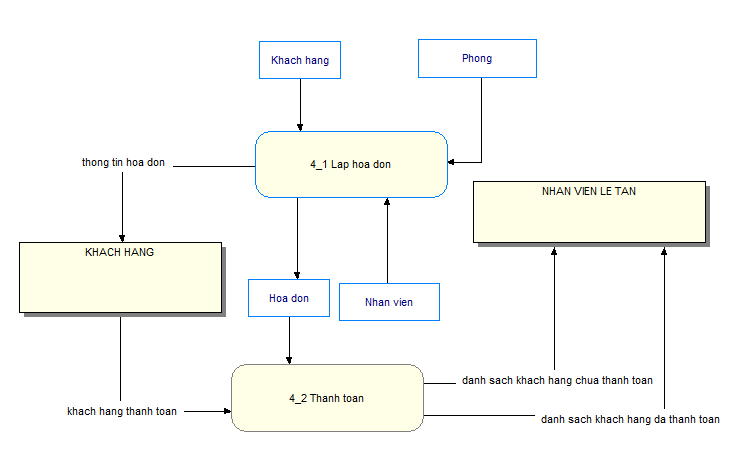 Khach hang
Phong
4_1 Lap hoa don
thong tin hoa don
NHAN VIEN LE TAN
KHACH HANG
Hoa don
Nhan vien
danh sach khach hang chua thanh toan
4_2 Thanh toan
khach hang thanh toan
danh sach khach hang da thanh toan